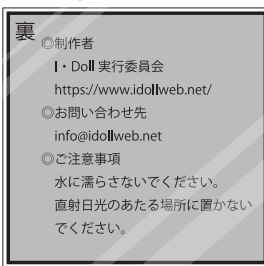 裏
◎制作者
I・Doll 実行委員会
https://www.idollweb.net/
◎お問い合わせ先
info@idollweb.net
◎ご注意事項
水に濡らさないでください。
直射日光のあたる場所に置かない
でください。